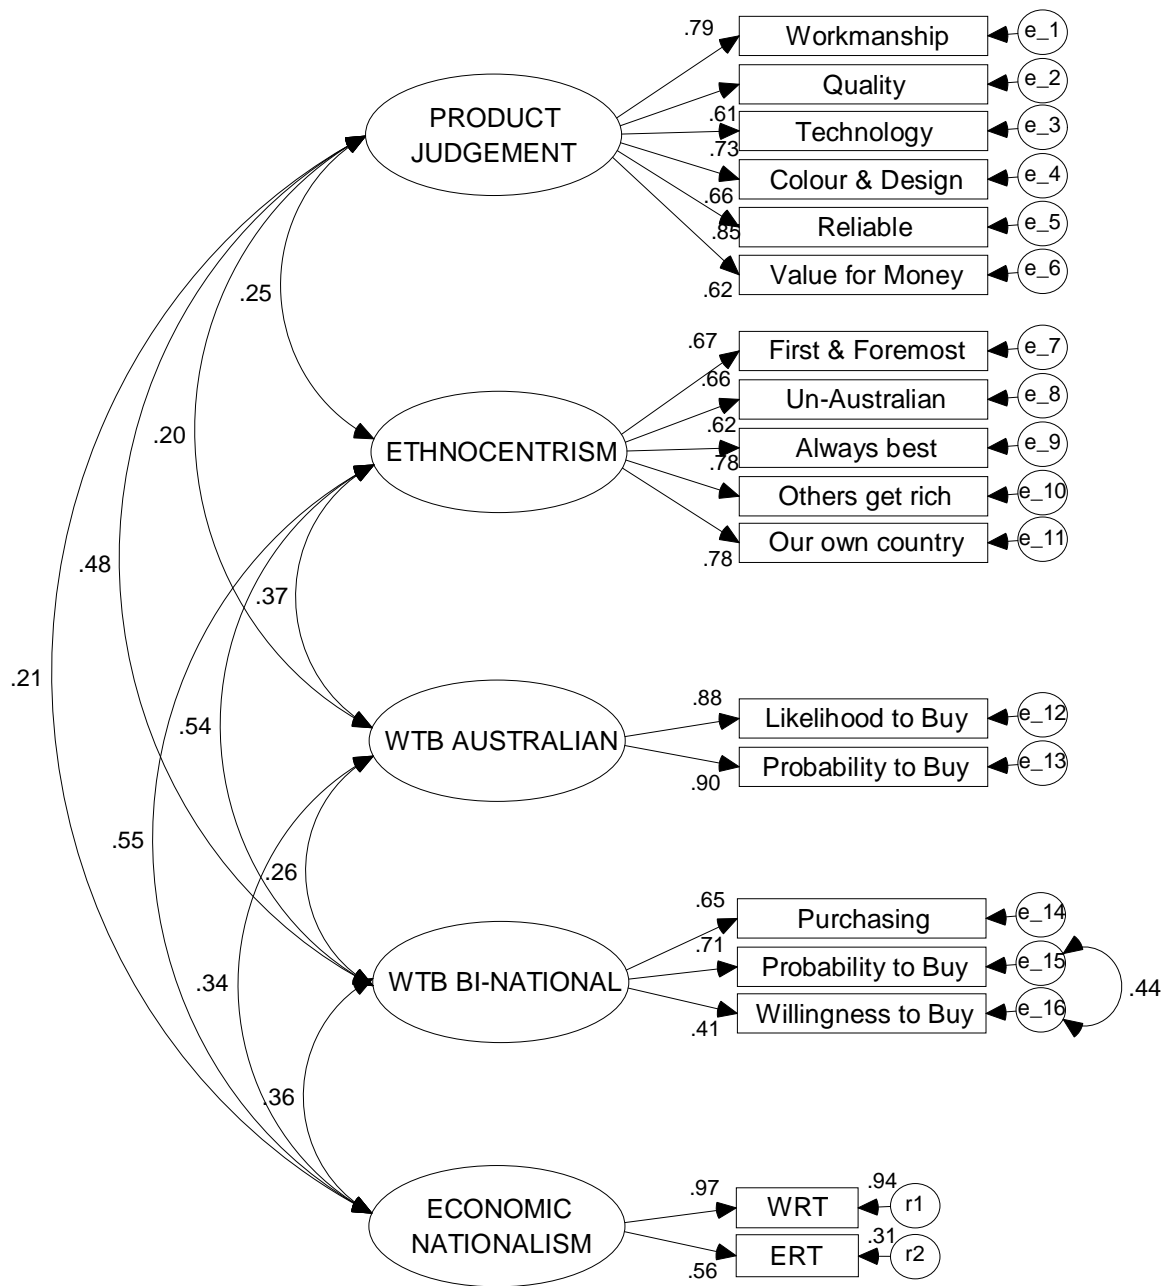 .79
Workmanship
e_1
PRODUCT
JUDGEMENT
Quality
e_2
.61
Technology
e_3
.73
Colour & Design
e_4
.66
Reliable
e_5
.85
Value for Money
e_6
.62
.25
.67
First & Foremost
e_7
.66
Un-Australian
e_8
.62
ETHNOCENTRISM
Always best
e_9
.78
Others get rich
e_10
Our own country
e_11
.78
.20
.48
.37
.21
.54
.88
Likelihood to Buy
e_12
WTB AUSTRALIAN
Probability to Buy
e_13
.90
.55
.26
.65
Purchasing
e_14
.71
Probability to Buy
e_15
WTB BI-NATIONAL
.44
Willingness to Buy
e_16
.41
.34
.36
.97
WRT
.94
r1
ECONOMIC
NATIONALISM
ERT
.31
r2
.56